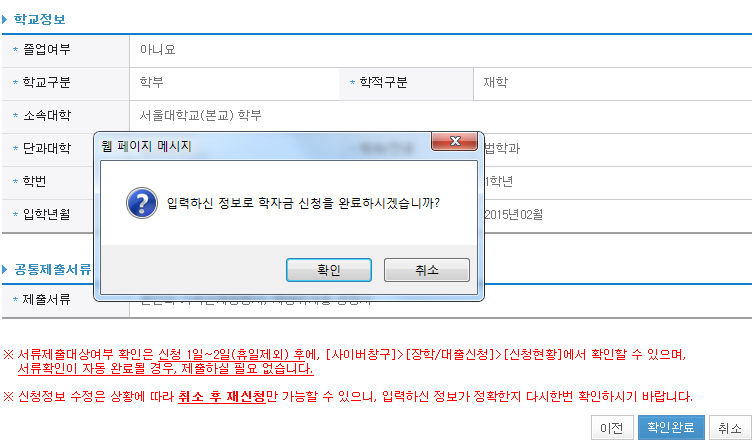 학교정보
* 졸업여부 아니요
* 학교구분 학부 * 학적구분 재학
* 소속대학 서울대학교(본교) 학부
* 단과대학 법학과
* 학번 1학년
* 입학년월 2015년02월
웹 페이지 메시지
입력하신 정보로 학자금 신청을 완료하시겠습니까?
확인 취소
공통제출서류
* 제출서류
※ 서류제출대상여부 확인은 신청 1일~2일(휴일제외) 후에, [사이버창구]>[장학/대출신청]>[신청현황]에서 확인할 수 있으며,
서류확인이 자동 완료될 경우, 제출하실 필요 없습니다.
※ 신청정보 수정은 상황에 따라 취소 후 재신청만 가능할 수 있으니, 입력하신 정보가 정확한지 다시한번 확인하시기 바랍니다.
이전 확인완료 취소